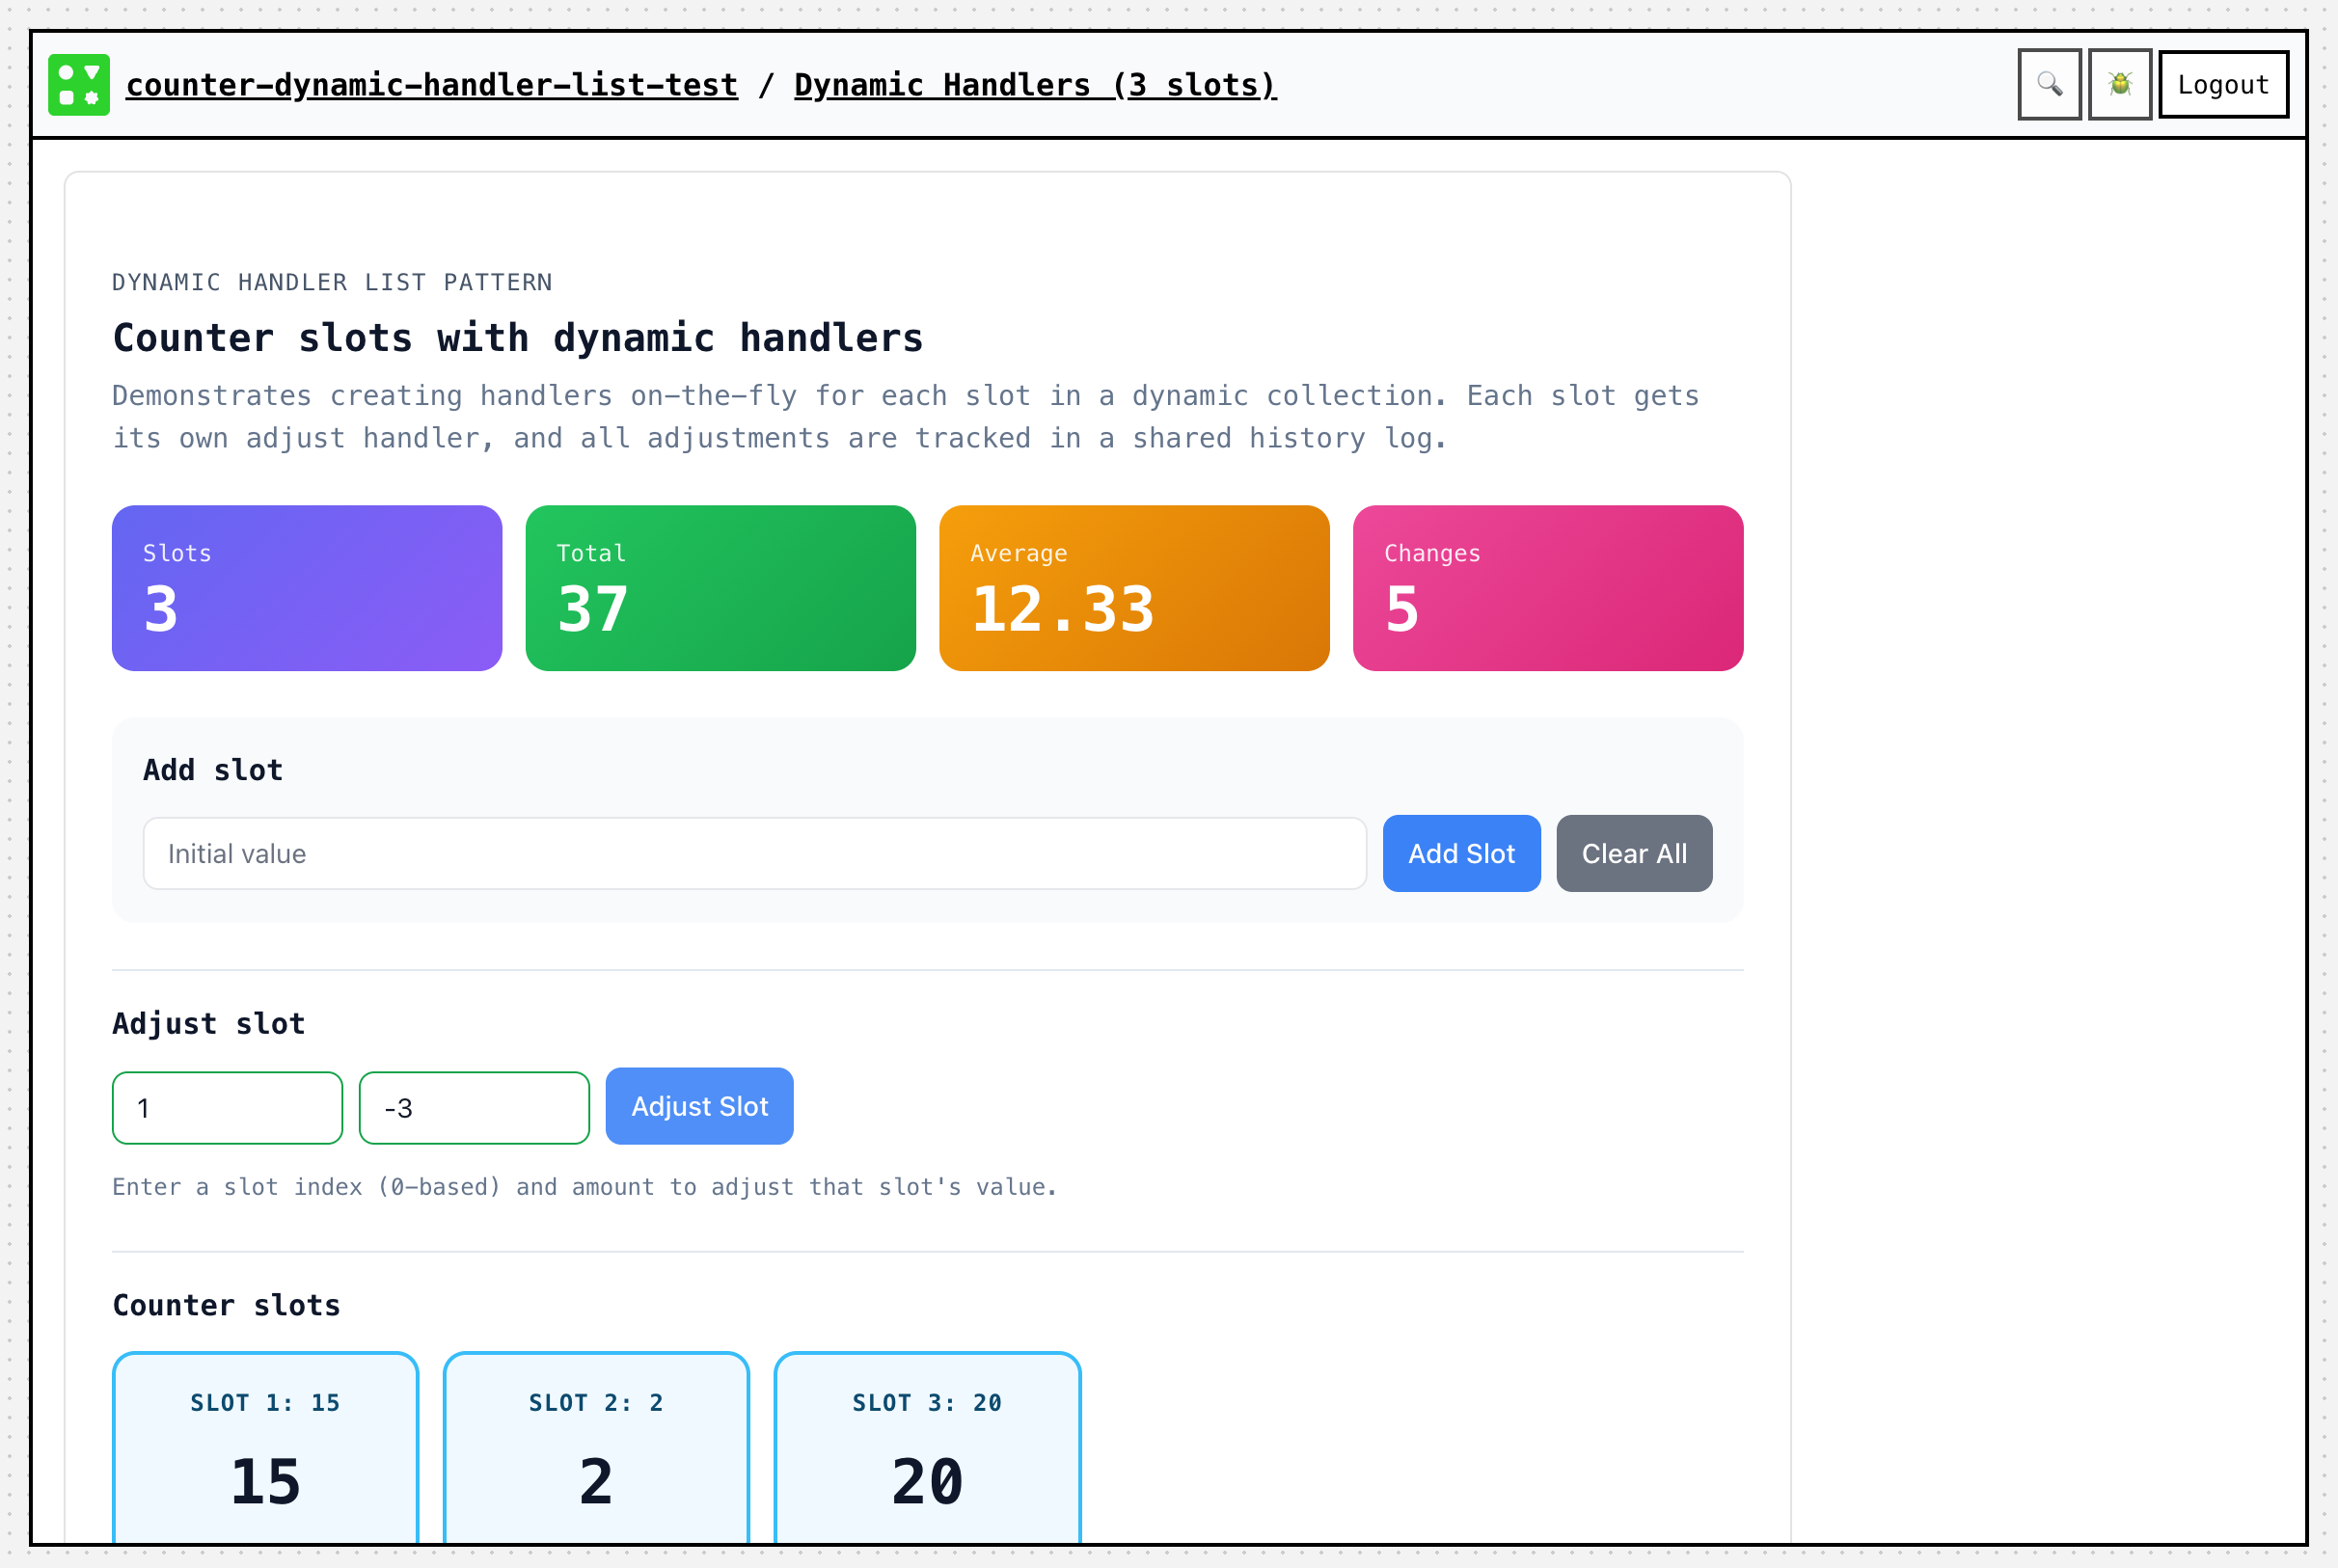 counter-dynamic-handler-list-test / Dynamic Handlers (3 slots)
Logout
DYNAMIC HANDLER LIST PATTERN
Counter slots with dynamic handlers
Demonstrates creating handlers on-the-fly for each slot in a dynamic collection. Each slot gets
its own adjust handler, and all adjustments are tracked in a shared history log.
Slots
3
Total
37
Average
12.33
Changes
5
Add slot
Initial value
Add Slot
Clear All
Adjust slot
1
-3
Adjust Slot
Enter a slot index (0-based) and amount to adjust that slot's value.
Counter slots
SLOT 1: 15
15
SLOT 2: 2
2
SLOT 3: 20
20